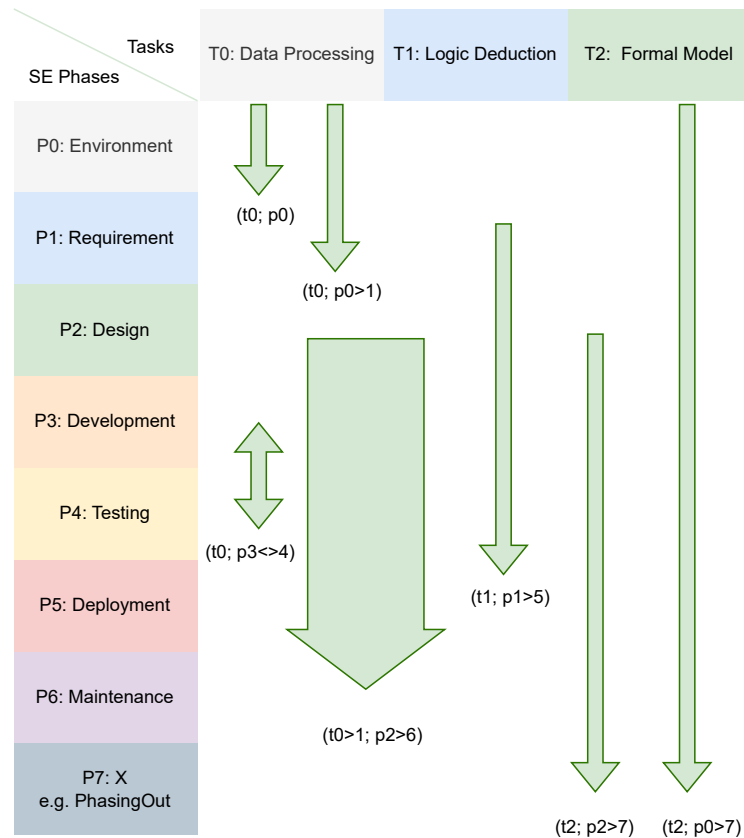 Tasks
SE Phases
T0: Data Processing
T1: Logic Deduction
T2: Formal Model
P0: Environment
(t0; p0)
P1: Requirement
(t0; p0>1)
P2: Design
P3: Development
P4: Testing
(t0; p3<>4)
P5: Deployment
(t1; p1>5)
P6: Maintenance
(t0>1; p2>6)
P7: X
e.g. PhasingOut
(t2; p2>7)
(t2; p0>7)